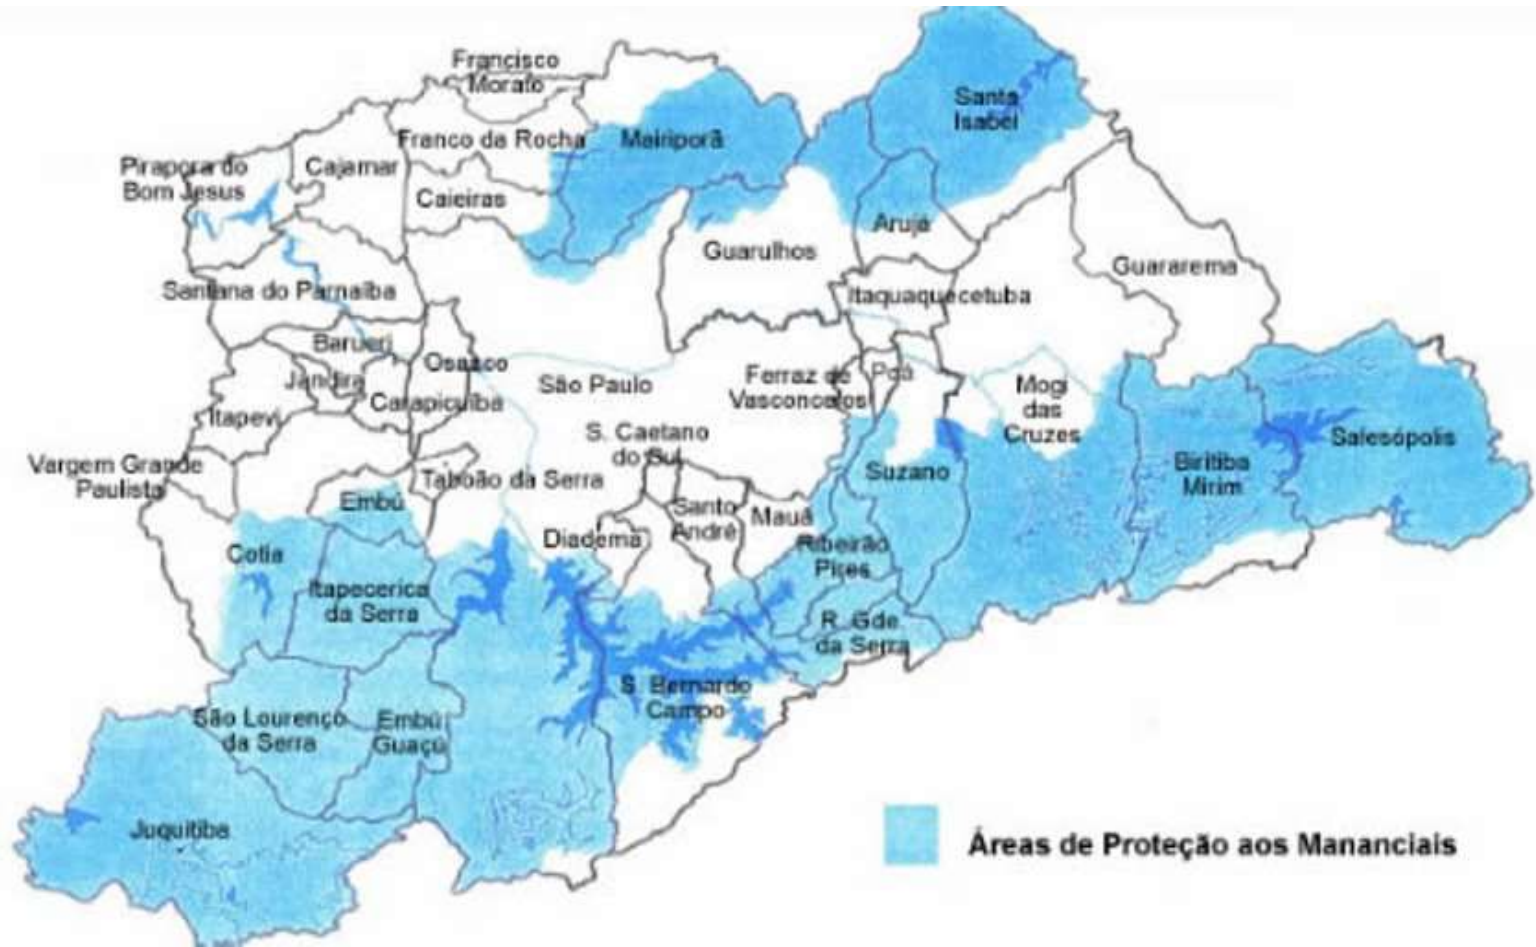 Francisco
Morato
Santa
Isabel
Franco da Rocha
Mairiporã
Pirapora do
Bom Jesus
Cajamar
Caieiras
Arujá
Guarulhos
Guararema
Santana do Parnaíba
Itaquaquecetuba
Barueri
Osasco
Jandira
São Paulo
Ferraz de
Vasconcelos
Poá
Carapicuíba
Mogi
das
Cruzes
Itapevi
S. Caetano
do Sul
Salesópolis
Vargem Grande
Paulista
Taboão da Serra
Suzano
Biritiba
Mirim
Embú
Santo
André
Mauá
Diadema
Cotia
Ribeirão
Pires
Itapecerica
da Serra
R. Gde.
da Serra
S. Bernardo
Campo
São Lourenço
da Serra
Embú
Guaçú
Juquitiba
Áreas de Proteção aos Mananciais